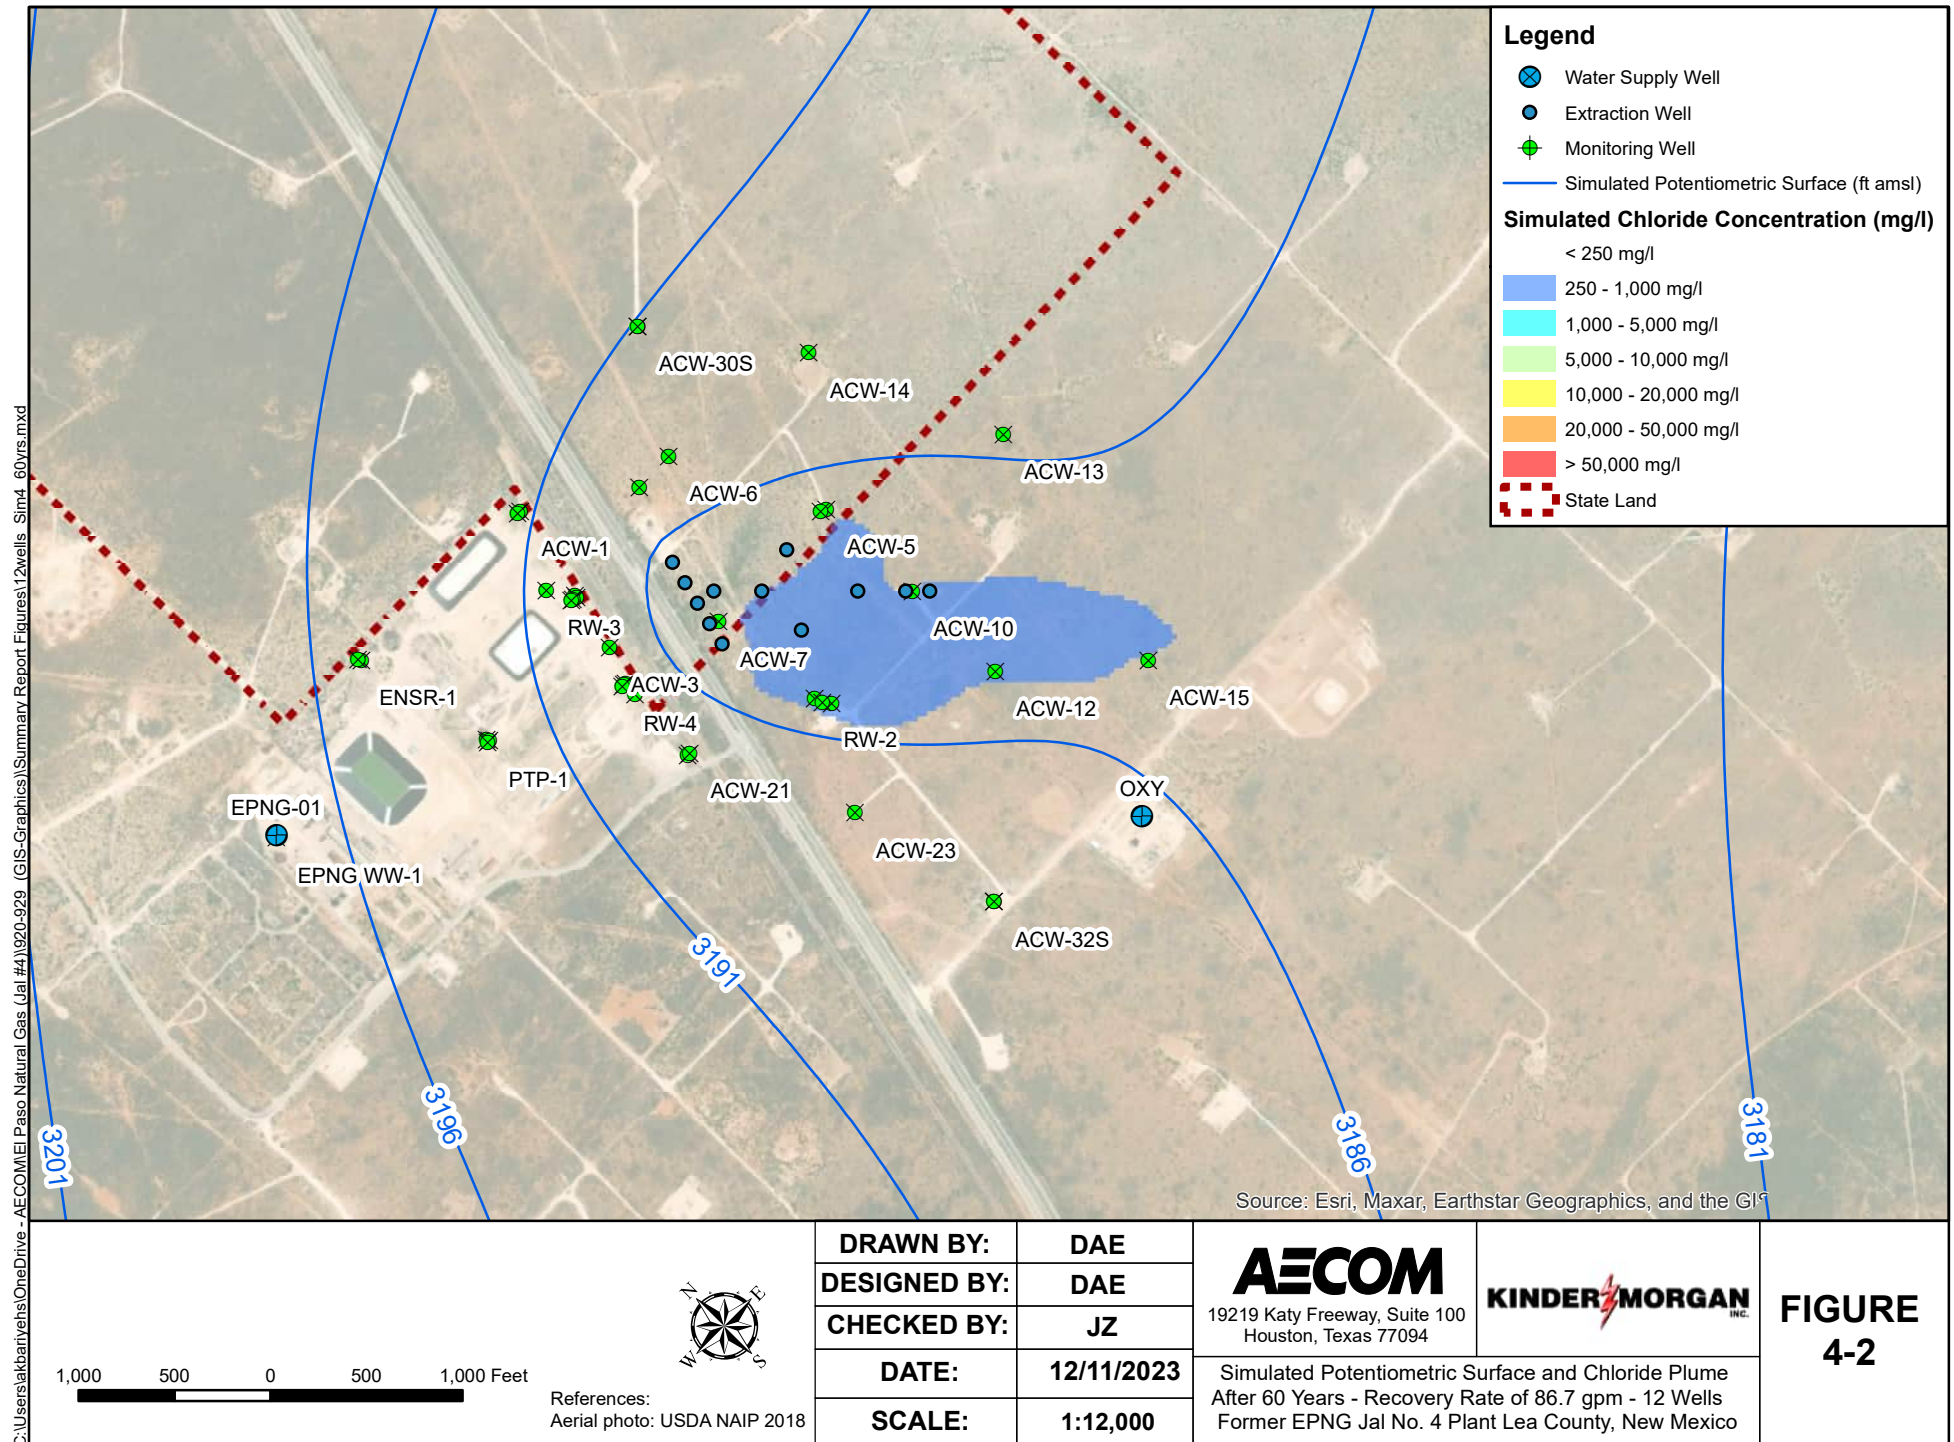 Legend
Water Supply Well
Extraction Well
Monitoring Well
Simulated Potentiometric Surface (ft amsl)
Simulated Chloride Concentration (mg/l)
< 250 mg/l
250 - 1,000 mg/l
1,000 - 5,000 mg/l
5,000 - 10,000 mg/l
10,000 - 20,000 mg/l
20,000 - 50,000 mg/l
> 50,000 mg/l
State Land
ACW-30S
ACW-14
ACW-13
ACW-6
ACW-1
ACW-5
RW-3
ACW-10
ACW-7
ACW-3
ENSR-1
ACW-12
ACW-15
RW-4
RW-2
PTP-1
ACW-21
OXY
EPNG-01
ACW-23
EPNG WW-1
ACW-32S
3191
3196
3201
3186
3181
Source: Esri, Maxar, Earthstar Geographics, and the GI
C:\Users\akbariyehs\OneDrive - AECOM\El Paso Natural Gas (Jal #4)\920-929 (GIS-Graphics)\Summary Report Figures\12wells_Sim4_60yrs.mxd
N
E
W
S
1,000 500 0 500 1,000 Feet
References:
Aerial photo: USDA NAIP 2018
DRAWN BY: DAE
DESIGNED BY: DAE
CHECKED BY: JZ
DATE: 12/11/2023
SCALE: 1:12,000
AECOM
19219 Katy Freeway, Suite 100
Houston, Texas 77094
KINDER MORGAN
INC.
Simulated Potentiometric Surface and Chloride Plume
After 60 Years - Recovery Rate of 86.7 gpm - 12 Wells
Former EPNG Jal No. 4 Plant Lea County, New Mexico
FIGURE
4-2